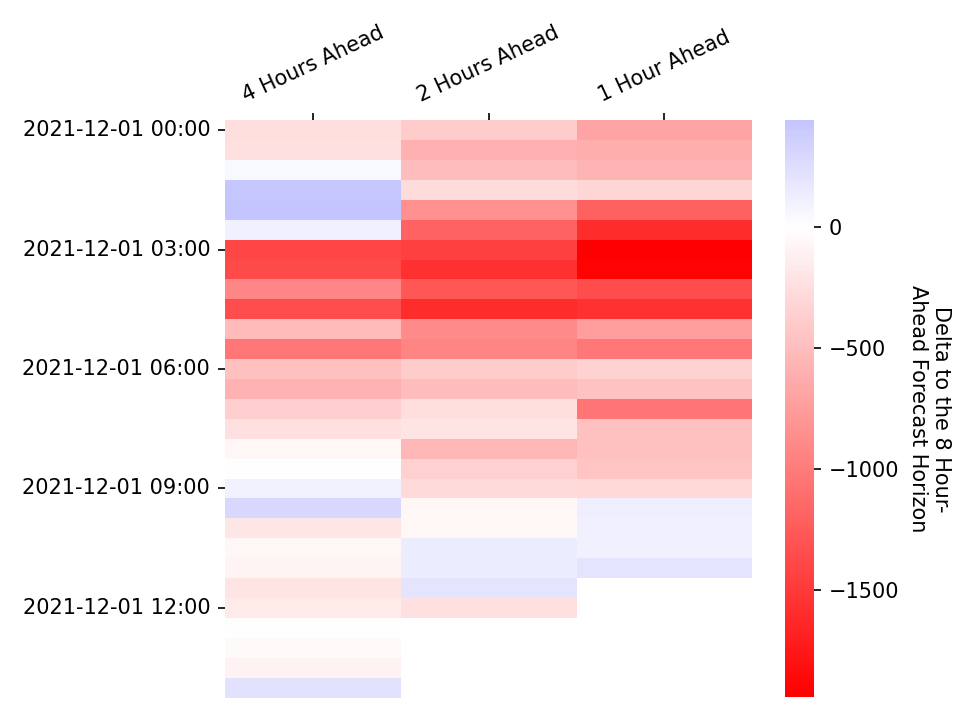 4 Hours Ahead
2 Hours Ahead
1 Hour Ahead
2021-12-01 00:00
2021-12-01 03:00
2021-12-01 06:00
2021-12-01 09:00
2021-12-01 12:00
0
−500
−1000
−1500
Delta to the 8 Hour-
Ahead Forecast Horizon